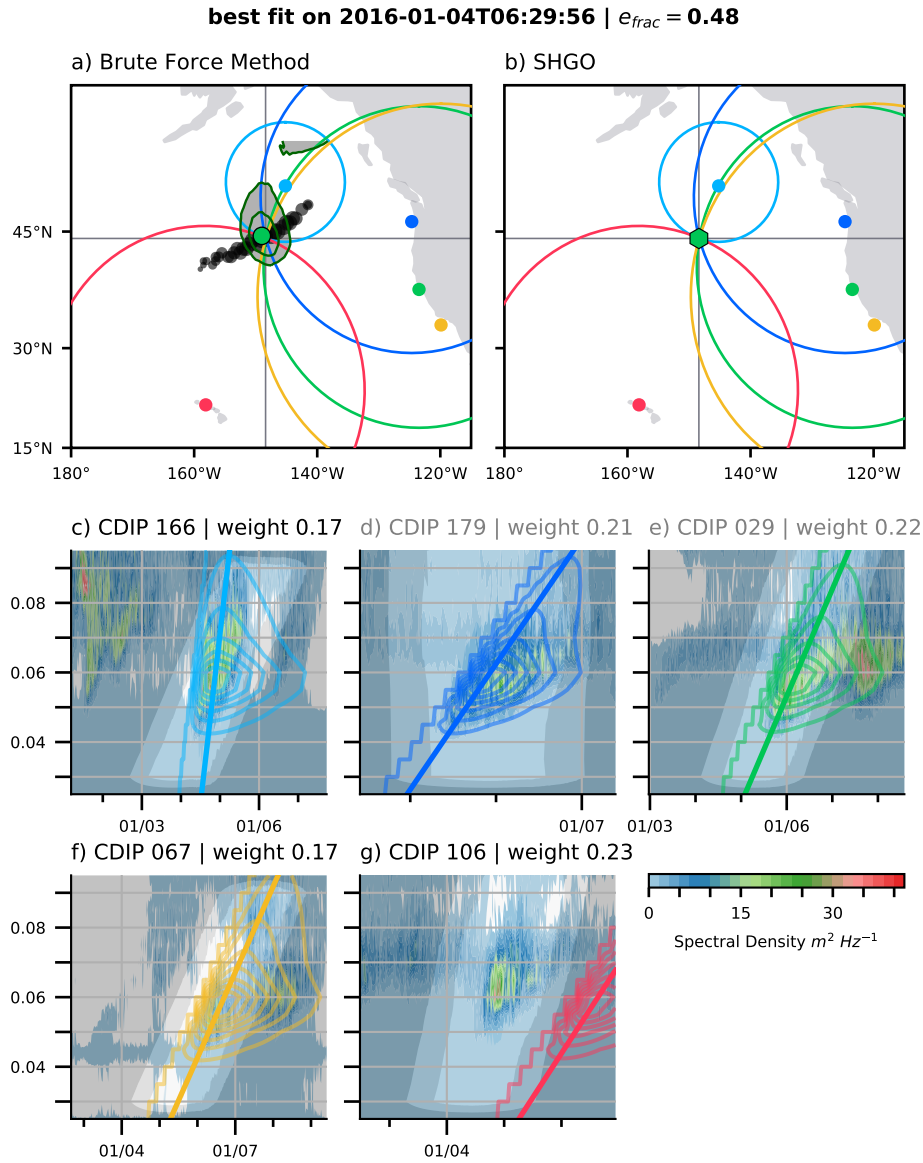 best fit on 2016-01-04T06:29:56 | e_frac = 0.48
a) Brute Force Method
b) SHGO
45°N
30°N
15°N
180°
160°W
140°W
120°W
180°
160°W
140°W
120°W
c) CDIP 166 | weight 0.17
d) CDIP 179 | weight 0.21
e) CDIP 029 | weight 0.22
0.08
0.06
0.04
01/03
01/06
01/07
01/03
01/06
f) CDIP 067 | weight 0.17
g) CDIP 106 | weight 0.23
0.08
0.06
0.04
01/04
01/07
01/04
0
15
30
Spectral Density m² Hz⁻¹